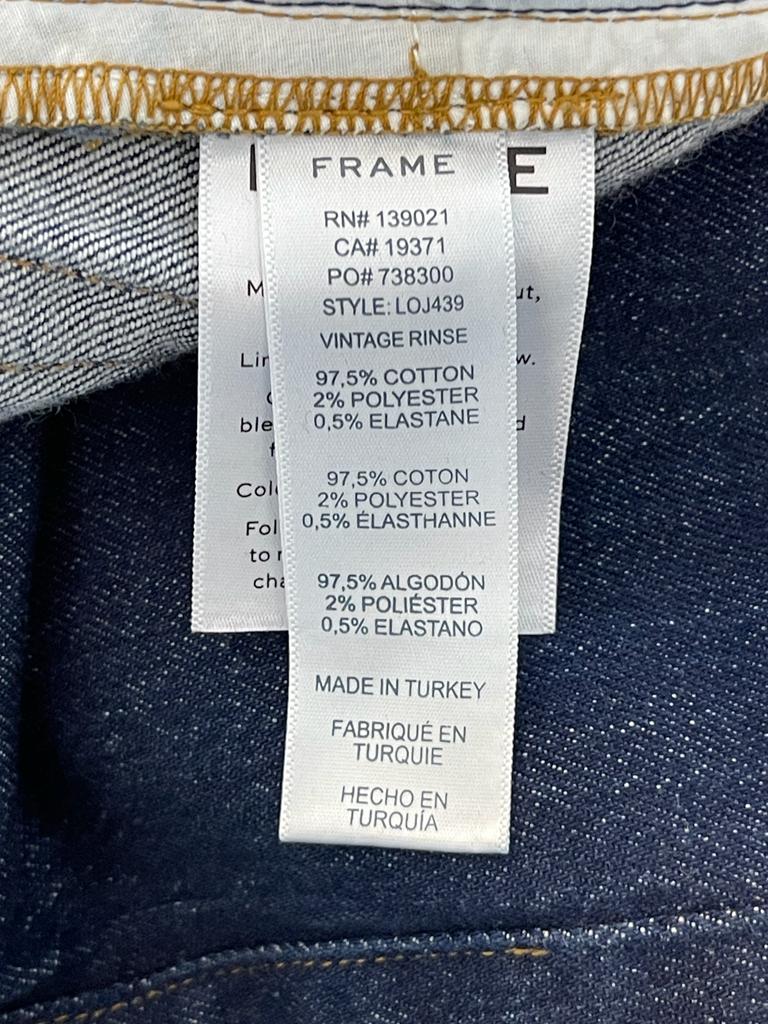 FRAME
RN# 139021
CA# 19371
PO# 738300
STYLE: LOJ439
VINTAGE RINSE
97,5% COTTON
2% POLYESTER
0,5% ELASTANE
97,5% COTON
2% POLYESTER
0,5% ÉLASTHANNE
97,5% ALGODÓN
2% POLIÉSTER
0,5% ELASTANO
MADE IN TURKEY
FABRIQUÉ EN
TURQUIE
HECHO EN
TURQUÍA